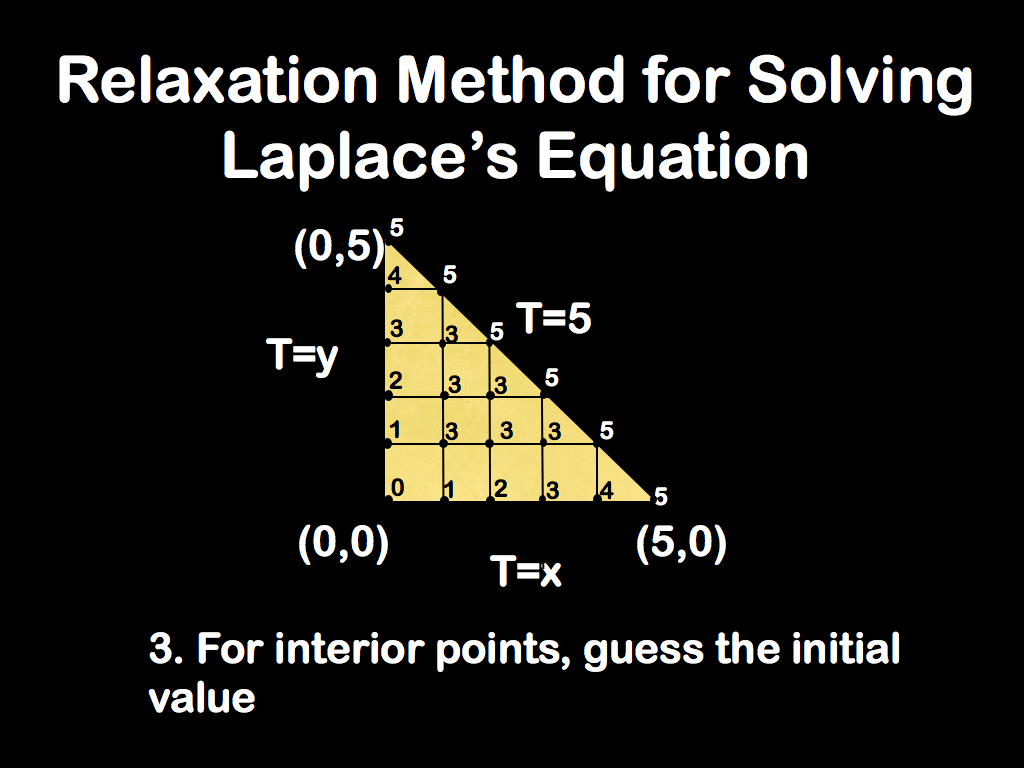 Relaxation Method for Solving
Laplace’s Equation
5
(0,5)
4 5
T=5
3 3 5
T=y
2 3 3 5
1 3 3 3 5
0 1 2 3 4 5
(0,0) (5,0)
T=x
3. For interior points, guess the initial
value